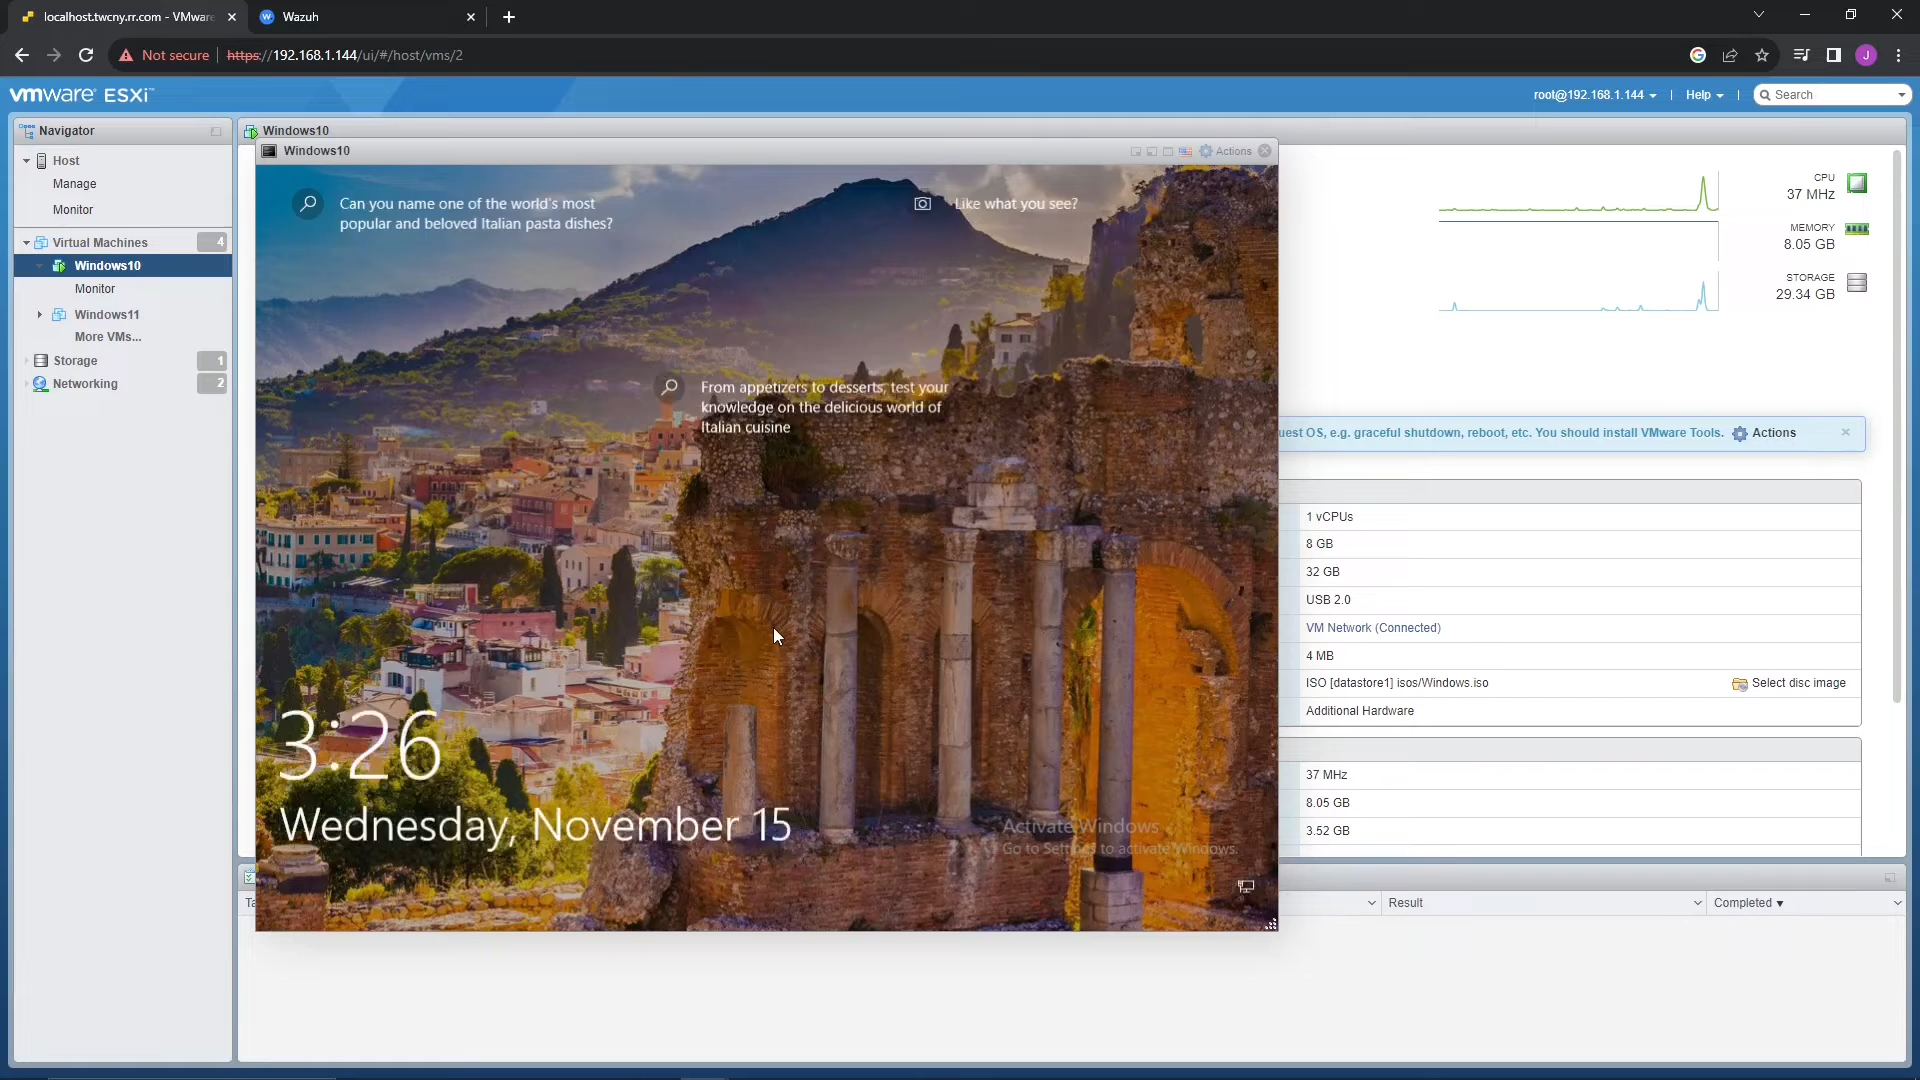 localhost.twcny.rr.com - VMware
Wazuh
Not secure
https://192.168.1.144/ui/#/host/vms/2
J
vmware ESXi™
root@192.168.1.144
Help
Search
Navigator
Host
Manage
Monitor
Virtual Machines
4
Windows10
Monitor
Windows11
More VMs...
Storage
1
Networking
2
Windows10
Windows10
Actions
Can you name one of the world's most
popular and beloved Italian pasta dishes?
Like what you see?
From appetizers to desserts, test your
knowledge on the delicious world of
Italian cuisine
3:26
Wednesday, November 15
Activate Windows
Go to Settings to activate Windows.
CPU
37 MHz
MEMORY
8.05 GB
STORAGE
29.34 GB
OS, e.g. graceful shutdown, reboot, etc. You should install VMware Tools.
Actions
1 vCPUs
8 GB
32 GB
USB 2.0
VM Network (Connected)
4 MB
ISO [datastore1] isos/Windows.iso
Select disc image
Additional Hardware
37 MHz
8.05 GB
3.52 GB
Result
Completed